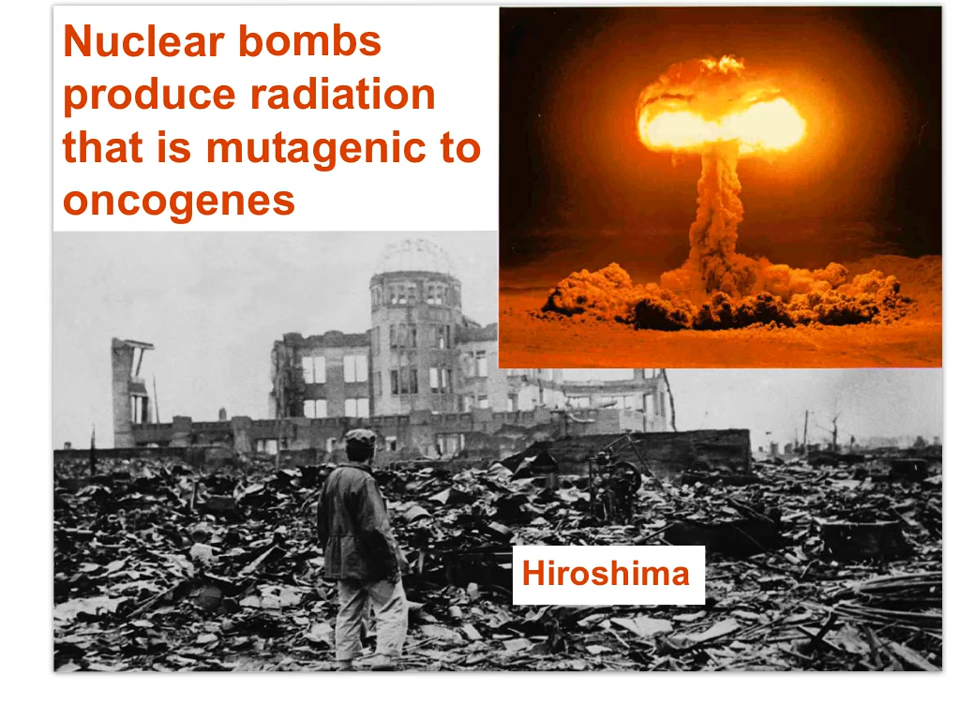 Nuclear bombs
produce radiation
that is mutagenic to
oncogenes
Hiroshima